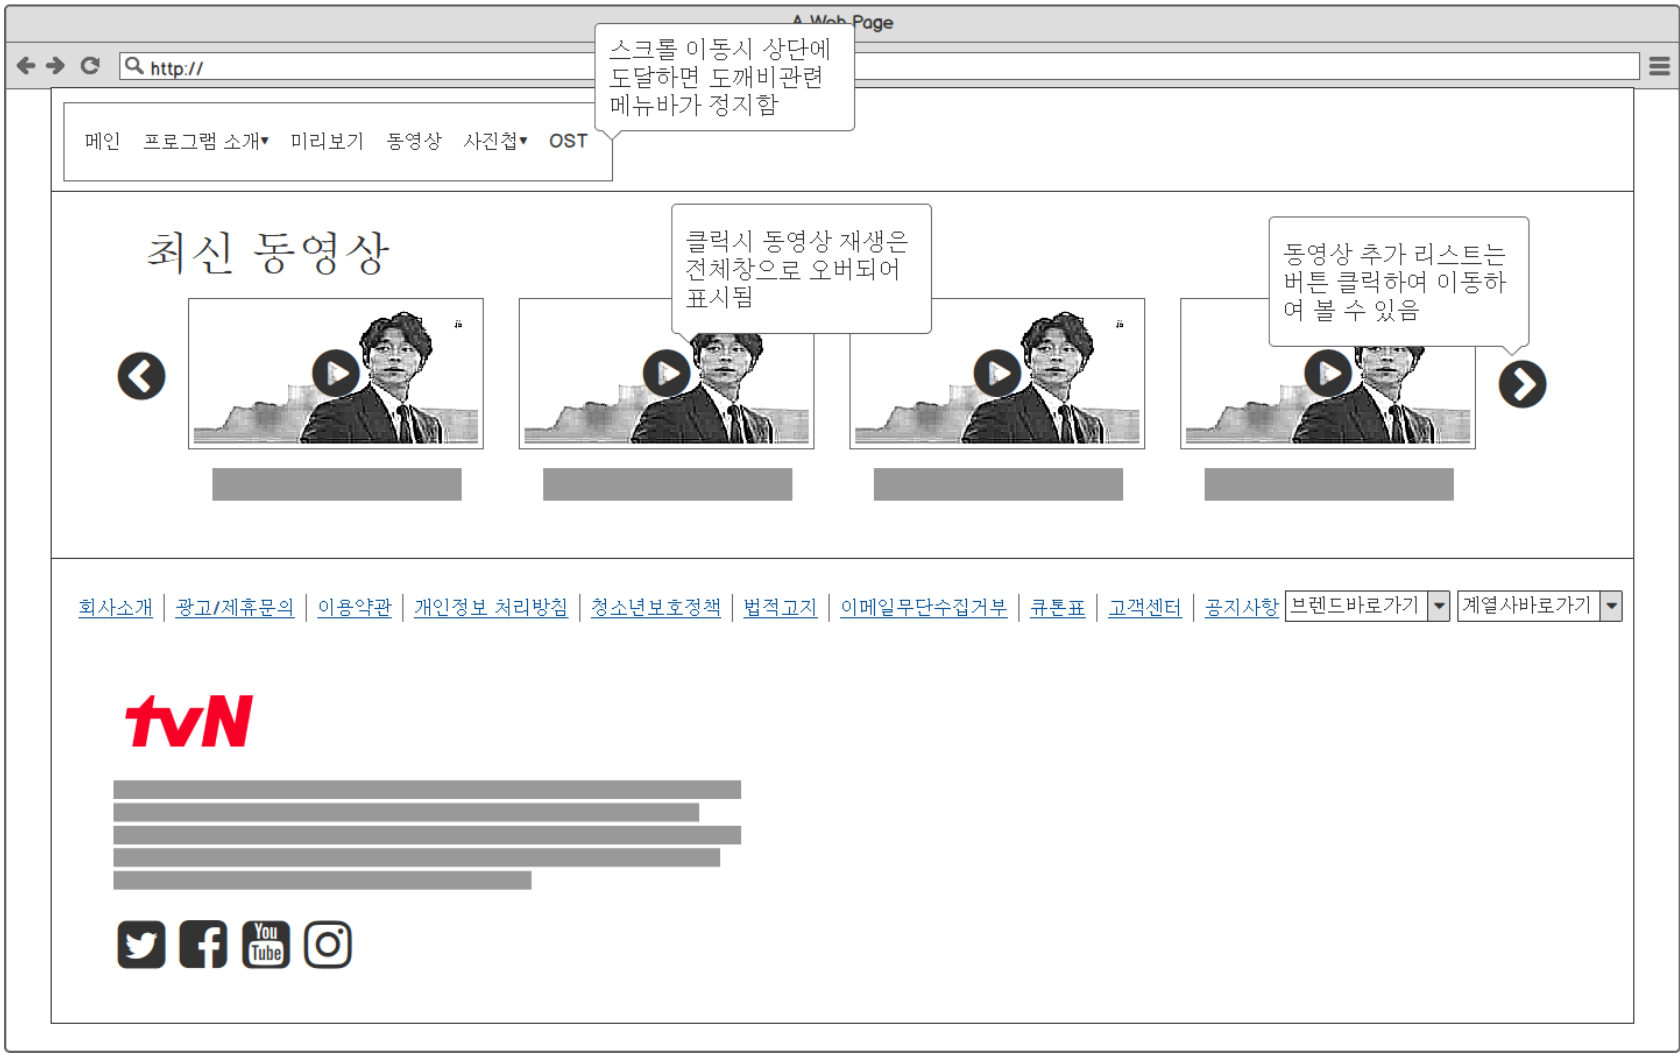 A Web Page
http://
스크롤 이동시 상단에
도달하면 도깨비관련
메뉴바가 정지함
메인 프로그램 소개▾ 미리보기 동영상 사진첩▾ OST
최신 동영상
클릭시 동영상 재생은
전체창으로 오버되어
표시됨
동영상 추가 리스트는
버튼 클릭하여 이동하
여 볼 수 있음
회사소개 | 광고/제휴문의 | 이용약관 | 개인정보 처리방침 | 청소년보호정책 | 법적고지 | 이메일무단수집거부 | 큐톤표 | 고객센터 | 공지사항 브렌드바로가기 계열사바로가기
tvN
You
Tube